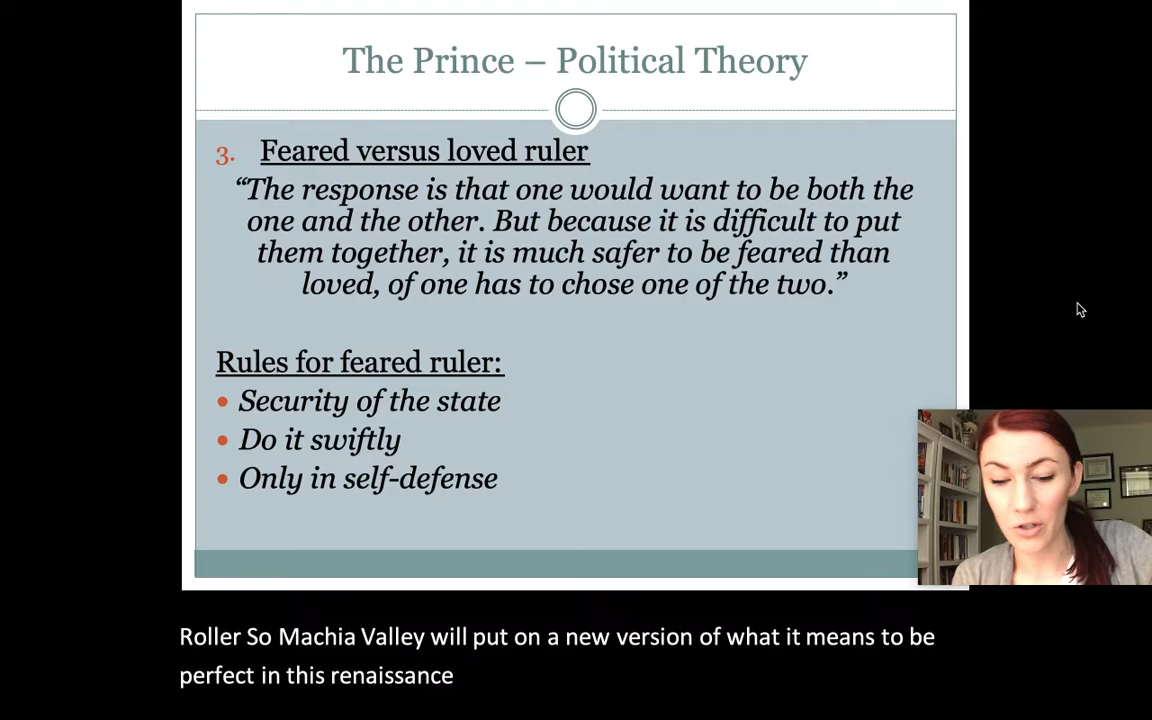 The Prince – Political Theory
3. Feared versus loved ruler
“The response is that one would want to be both the
one and the other. But because it is difficult to put
them together, it is much safer to be feared than
loved, of one has to chose one of the two.”
Rules for feared ruler:
• Security of the state
• Do it swiftly
• Only in self-defense
Roller So Machia Valley will put on a new version of what it means to be
perfect in this renaissance